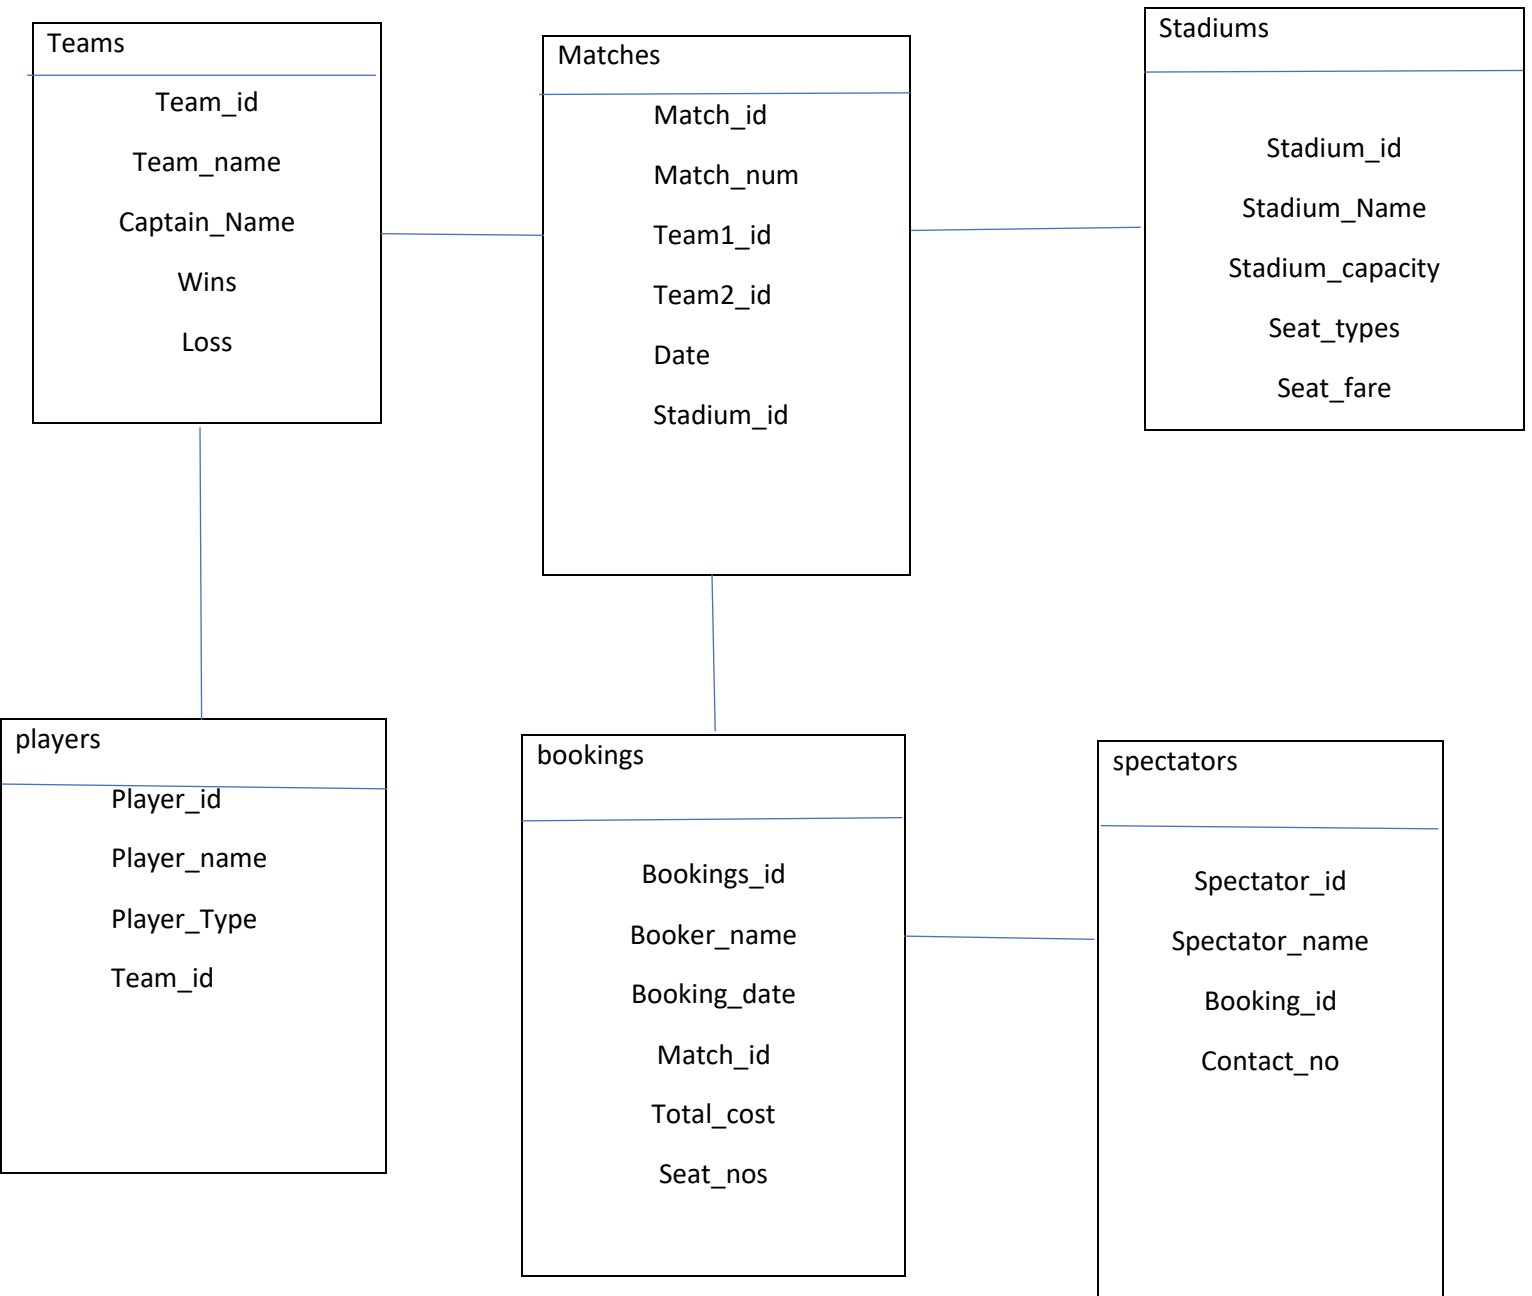 Teams
Team_id
Team_name
Captain_Name
Wins
Loss
Matches
Match_id
Match_num
Team1_id
Team2_id
Date
Stadium_id
Stadiums
Stadium_id
Stadium_Name
Stadium_capacity
Seat_types
Seat_fare
players
Player_id
Player_name
Player_Type
Team_id
bookings
Bookings_id
Booker_name
Booking_date
Match_id
Total_cost
Seat_nos
spectators
Spectator_id
Spectator_name
Booking_id
Contact_no